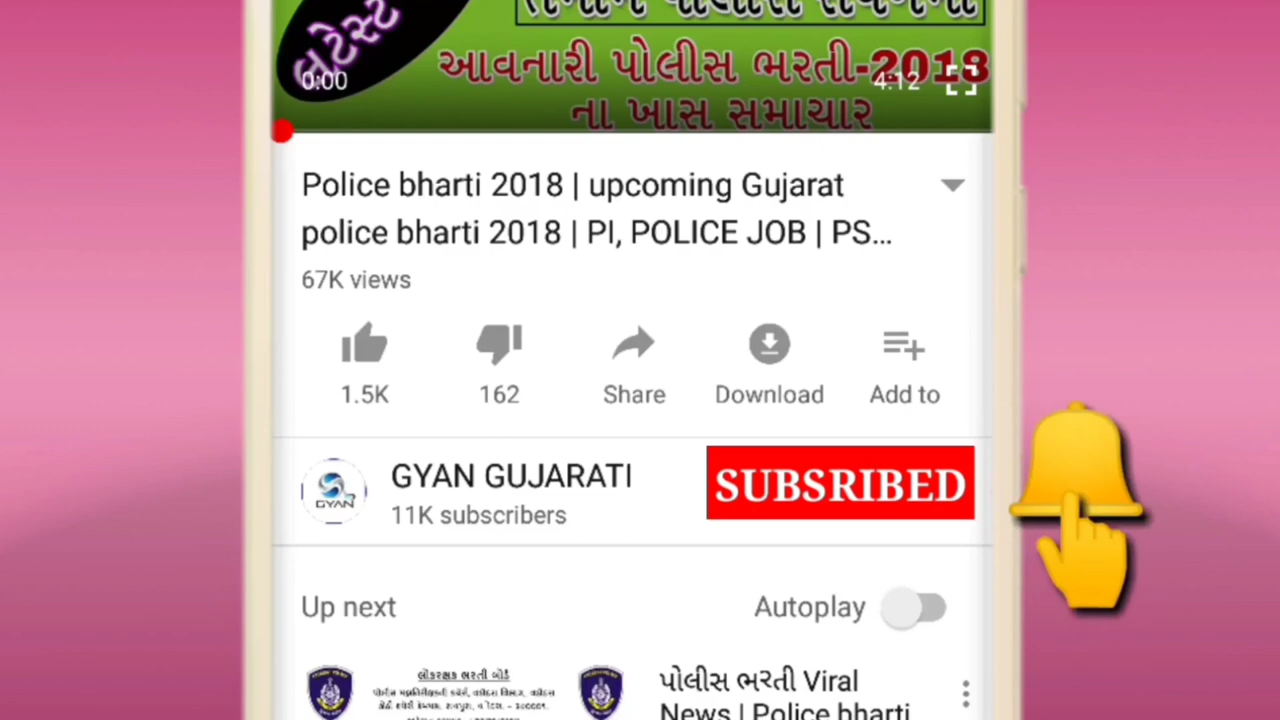 લેટેસ્ટ
આવનારી પોલીસ ભરતી-2018
0:00
4:12
ના ખાસ સમાચાર
Police bharti 2018 | upcoming Gujarat
police bharti 2018 | PI, POLICE JOB | PS...
67K views
1.5K
162
Share
Download
Add to
GYAN
GYAN GUJARATI
SUBSRIBED
11K subscribers
Up next
Autoplay
લોકરક્ષક ભરતી બોર્ડ
પોલીસ ભરતી Viral
News | Police bharti